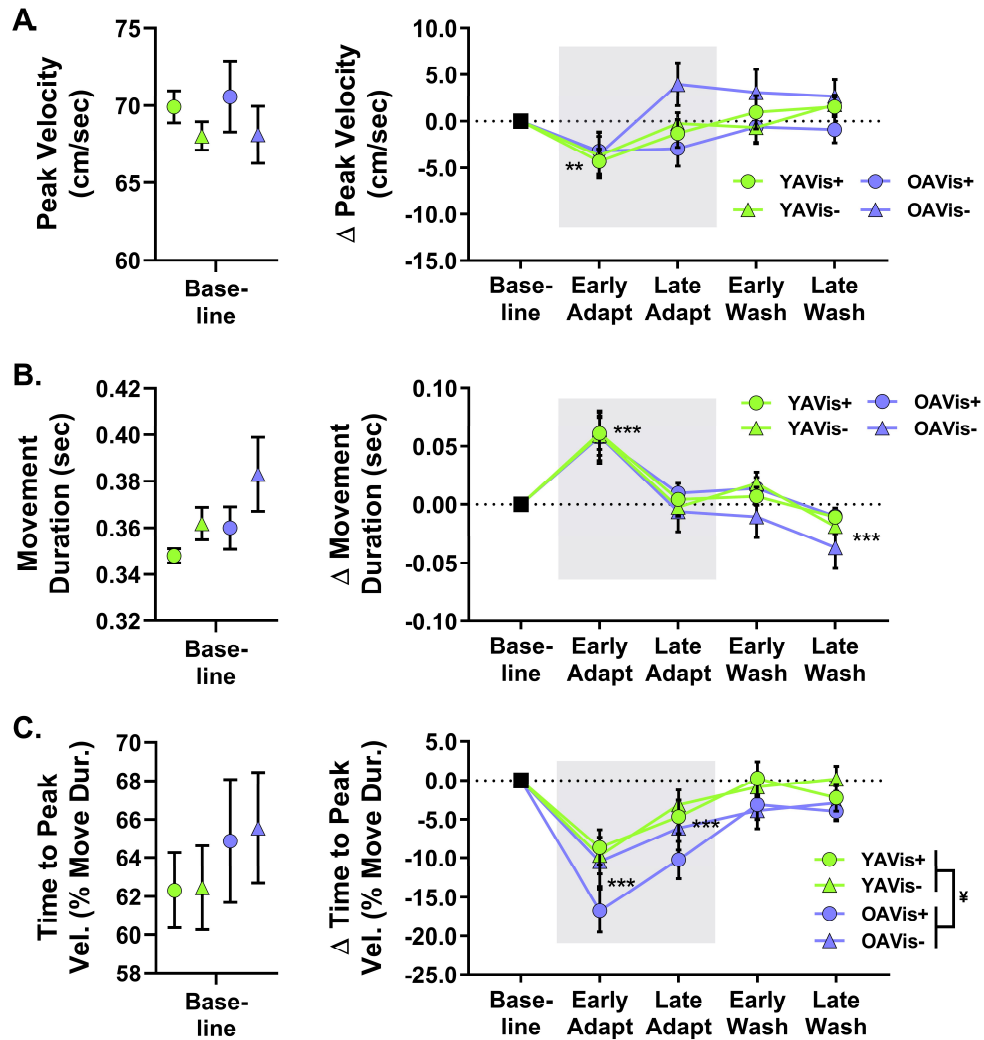 A.
Peak Velocity
(cm/sec)
75
70
65
60
Base-
line
Δ Peak Velocity
(cm/sec)
10.0
5.0
0.0
-5.0
-10.0
-15.0
**
YAVis+
OAVis+
YAVis-
OAVis-
Base-
line
Early
Adapt
Late
Adapt
Early
Wash
Late
Wash
B.
Movement
Duration (sec)
0.42
0.40
0.38
0.36
0.34
0.32
Base-
line
Δ Movement
Duration (sec)
0.10
0.05
0.00
-0.05
-0.10
***
***
YAVis+
OAVis+
YAVis-
OAVis-
Base-
line
Early
Adapt
Late
Adapt
Early
Wash
Late
Wash
C.
Time to Peak
Vel. (% Move Dur.)
70
68
66
64
62
60
58
Base-
line
Δ Time to Peak
Vel. (% Move Dur.)
5.0
0.0
-5.0
-10.0
-15.0
-20.0
-25.0
***
***
YAVis+
YAVis-
OAVis+
OAVis-
¥
Base-
line
Early
Adapt
Late
Adapt
Early
Wash
Late
Wash